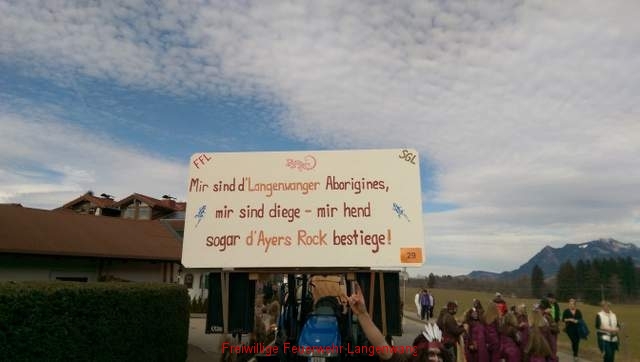 FFL
SGL
Mir sind d'Langenwanger Aborigines,
mir sind diege - mir hend
sogar d'Ayers Rock bestiege!
29
Freiwillige Feuerwehr Langenwang